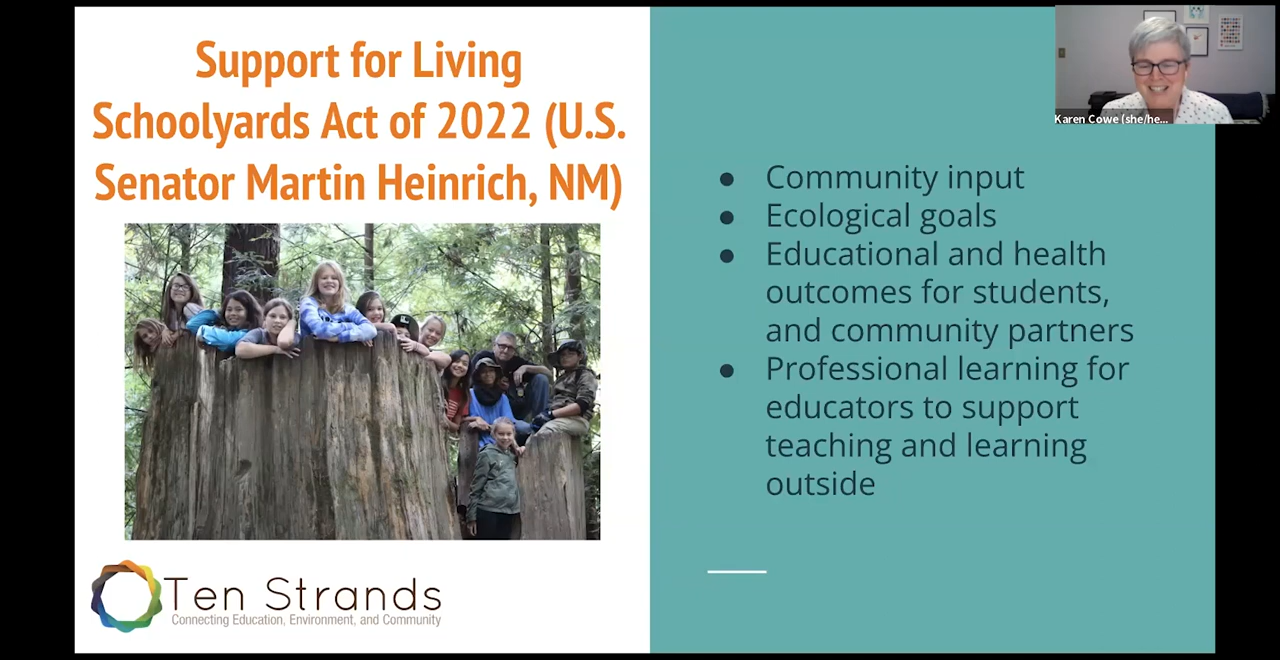 Support for Living
Schoolyards Act of 2022 (U.S.
Senator Martin Heinrich, NM)
Ten Strands
Connecting Education, Environment, and Community
Karen Cowe (she/he...
● Community input
● Ecological goals
● Educational and health
outcomes for students,
and community partners
● Professional learning for
educators to support
teaching and learning
outside